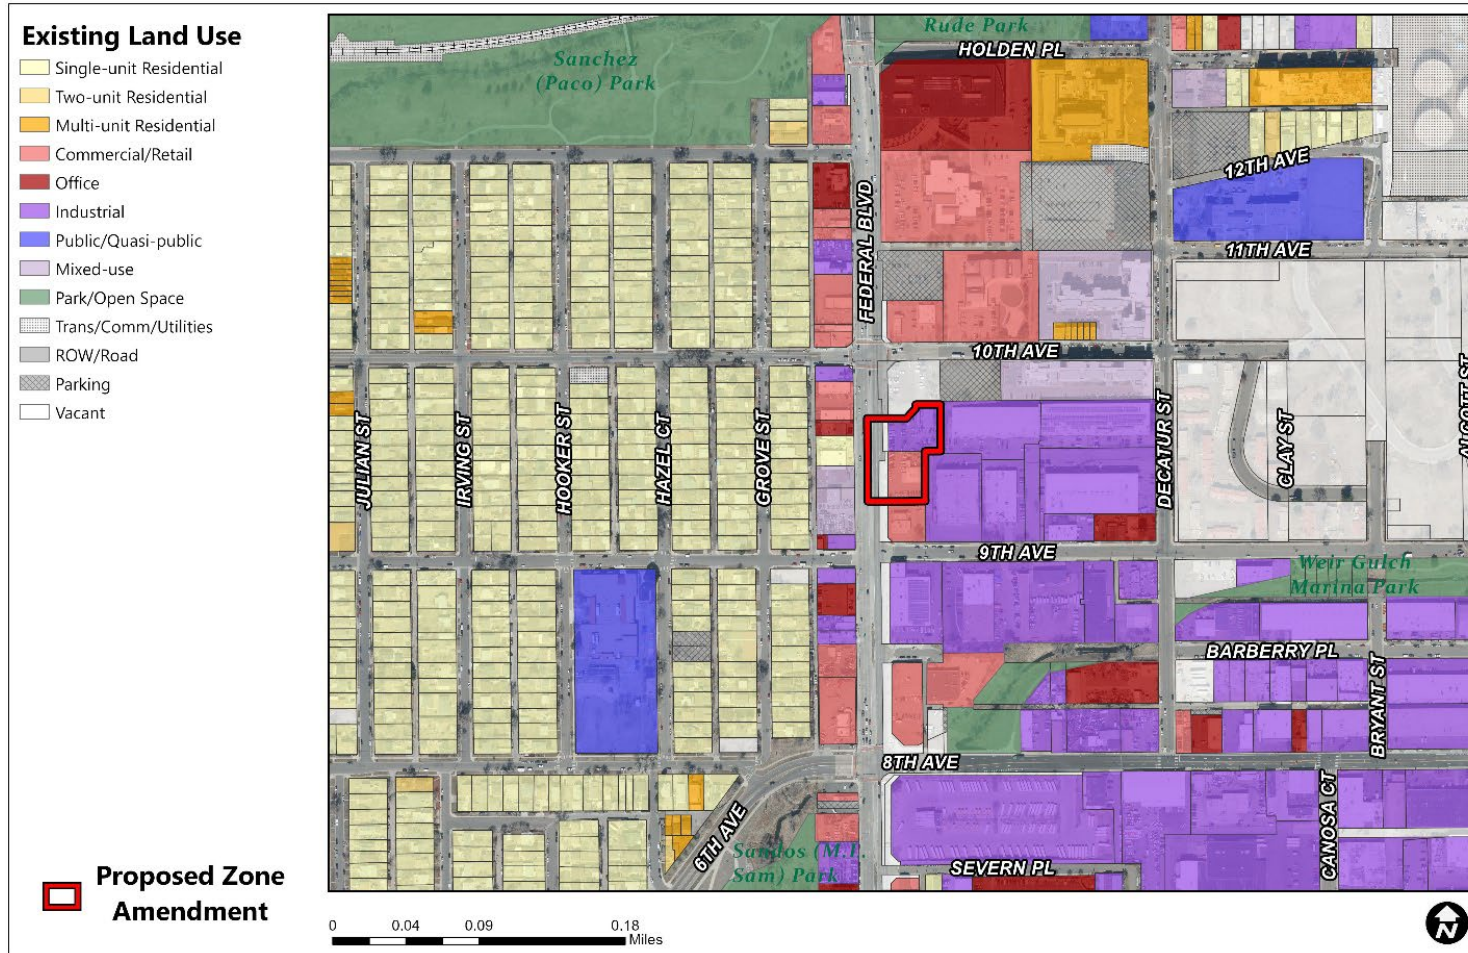 Existing Land Use
Single-unit Residential
Two-unit Residential
Multi-unit Residential
Commercial/Retail
Office
Industrial
Public/Quasi-public
Mixed-use
Park/Open Space
Trans/Comm/Utilities
ROW/Road
Parking
Vacant
Proposed Zone
Amendment
Sanchez
(Paco) Park
Rude Park
HOLDEN PL
12TH AVE
11TH AVE
FEDERAL BLVD
10TH AVE
JULIAN ST
IRVING ST
HOOKER ST
HAZEL CT
GROVE ST
DECATUR ST
CLAY ST
ALCOTT ST
9TH AVE
Weir Gulch
Marina Park
BARBERRY PL
BRYANT ST
8TH AVE
6TH AVE
Sandos (M.L.
Sam) Park
SEVERN PL
CANOSA CT
0 0.04 0.09 0.18
Miles
N